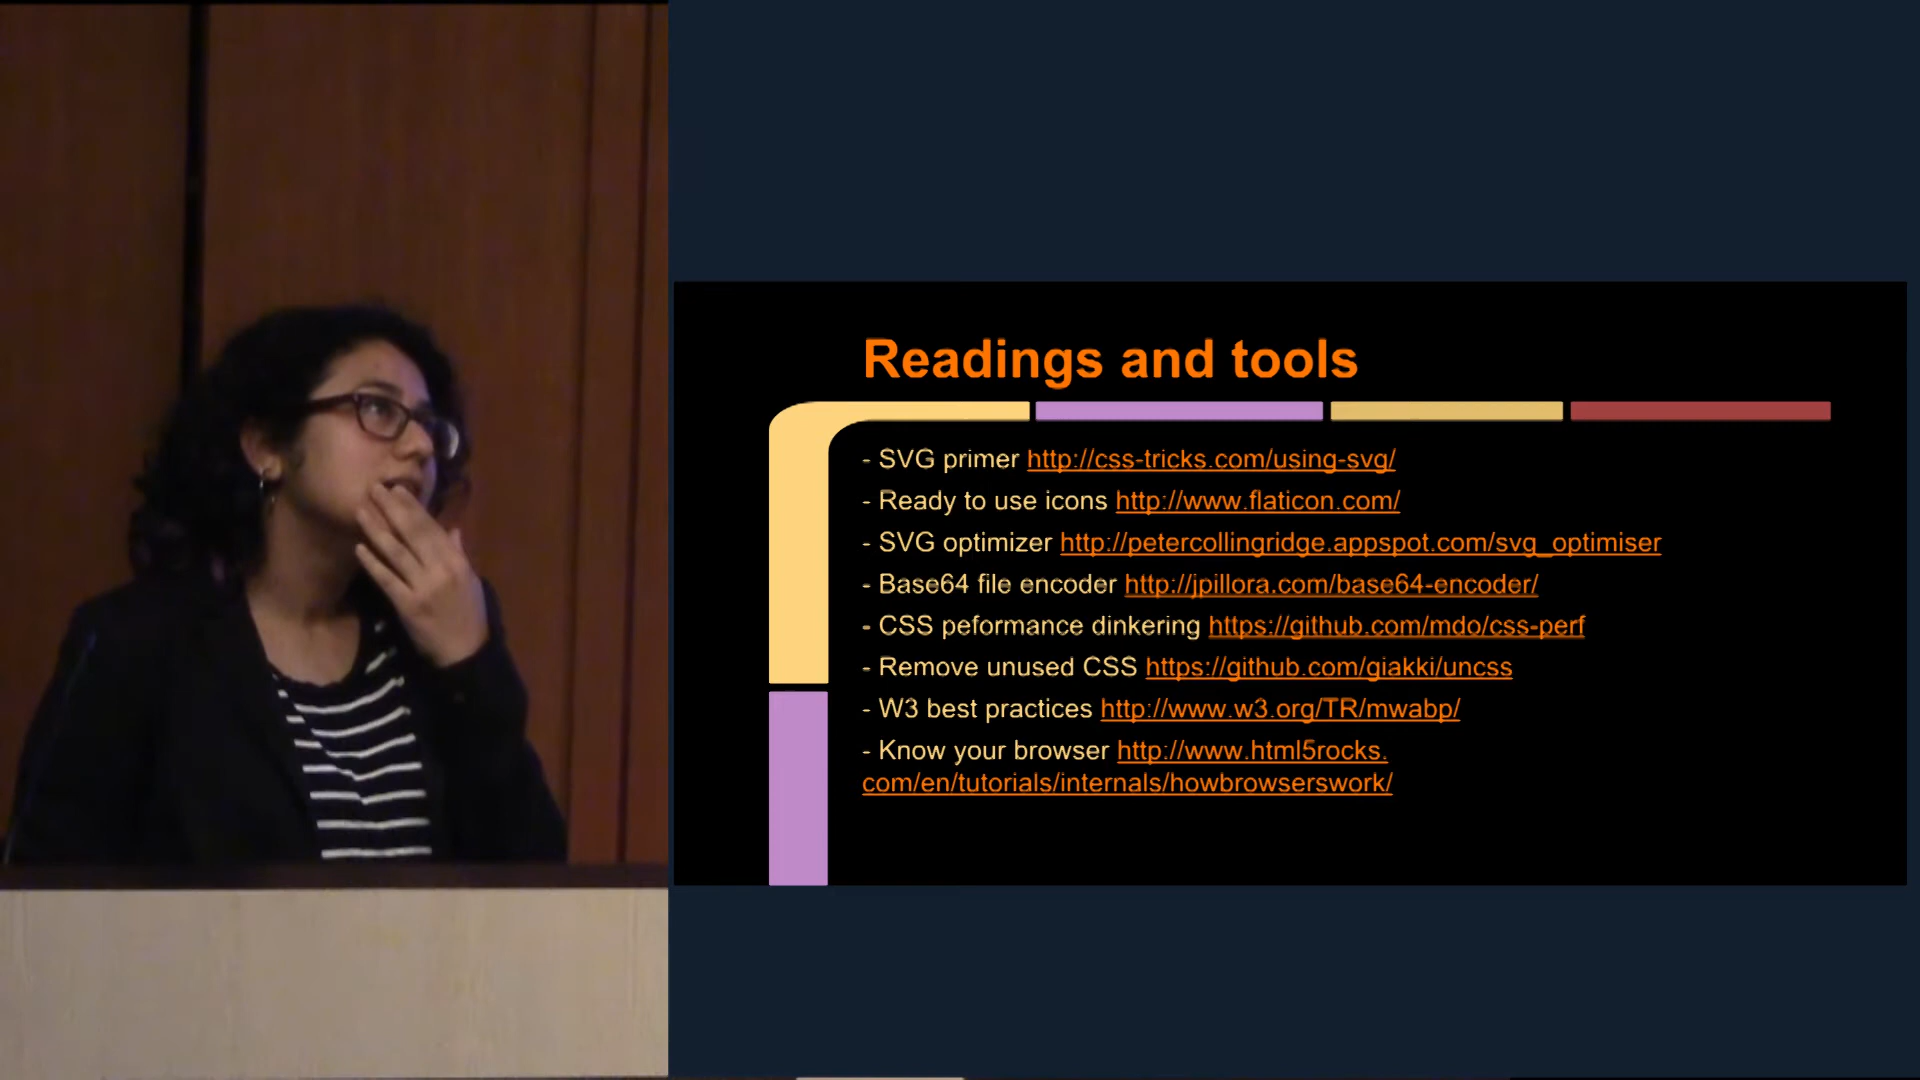 Readings and tools
- SVG primer http://css-tricks.com/using-svg/
- Ready to use icons http://www.flaticon.com/
- SVG optimizer http://petercollingridge.appspot.com/svg_optimiser
- Base64 file encoder http://jpillora.com/base64-encoder/
- CSS peformance dinkering https://github.com/mdo/css-perf
- Remove unused CSS https://github.com/giakki/uncss
- W3 best practices http://www.w3.org/TR/mwabp/
- Know your browser http://www.html5rocks.
com/en/tutorials/internals/howbrowserswork/